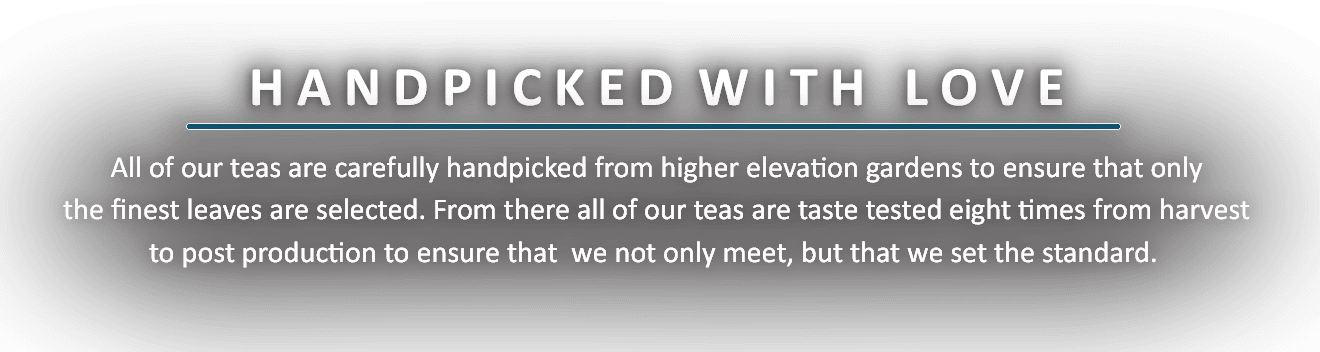 HANDPICKED WITH LOVE
All of our teas are carefully handpicked from higher elevation gardens to ensure that only
the finest leaves are selected. From there all of our teas are taste tested eight times from harvest
to post production to ensure that  we not only meet, but that we set the standard.